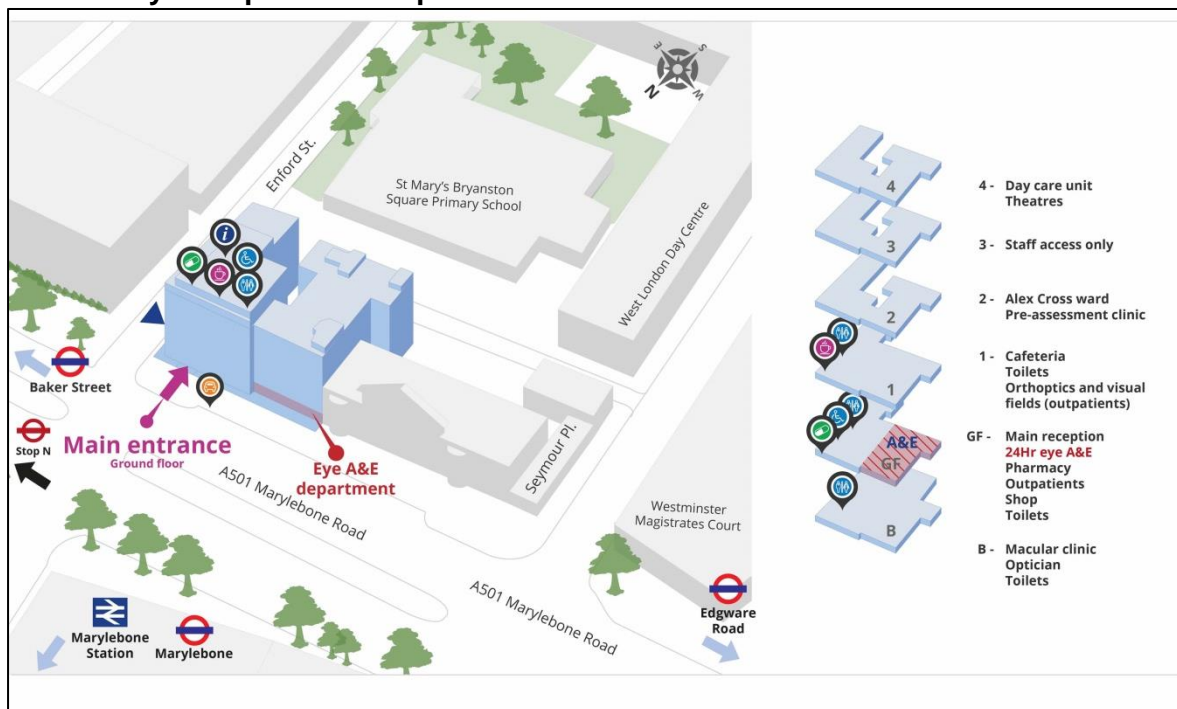 S
E
W
N
Enford St.
St Mary's Bryanston
Square Primary School
West London Day Centre
Baker Street
Stop N
Main entrance
Ground floor
Eye A&E
department
Seymour Pl.
A501 Marylebone Road
Westminster
Magistrates Court
A501 Marylebone Road
Marylebone
Station
Marylebone
Edgware
Road
4
3
2
1
A&E
GF
B
4 - Day care unit
Theatres
3 - Staff access only
2 - Alex Cross ward
Pre-assessment clinic
1 - Cafeteria
Toilets
Orthoptics and visual
fields (outpatients)
GF - Main reception
24Hr eye A&E
Pharmacy
Outpatients
Shop
Toilets
B - Macular clinic
Optician
Toilets